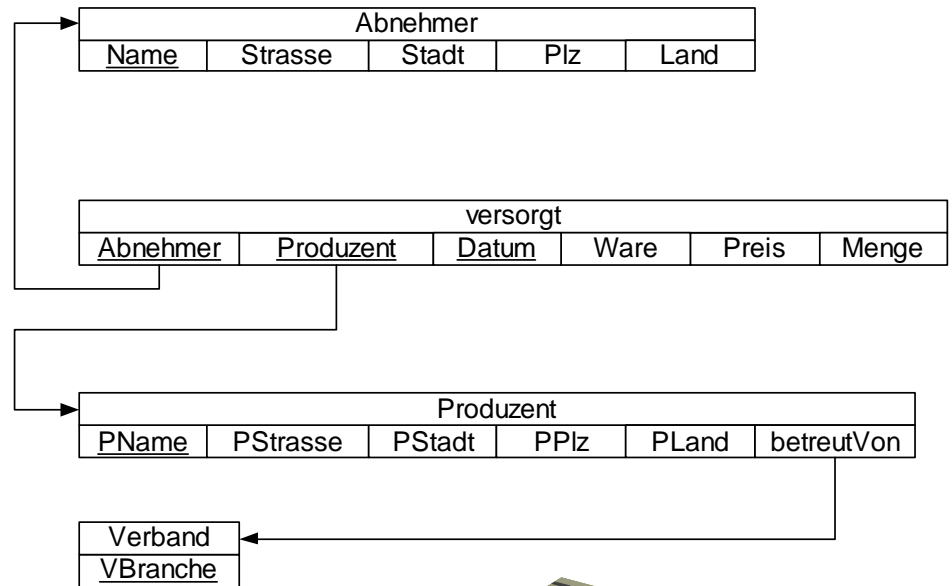 Abnehmer
Name Strasse Stadt Plz Land
versorgt
Abnehmer Produzent Datum Ware Preis Menge
Produzent
PName PStrasse PStadt PPlz PLand betreutVon
Verband
VBranche